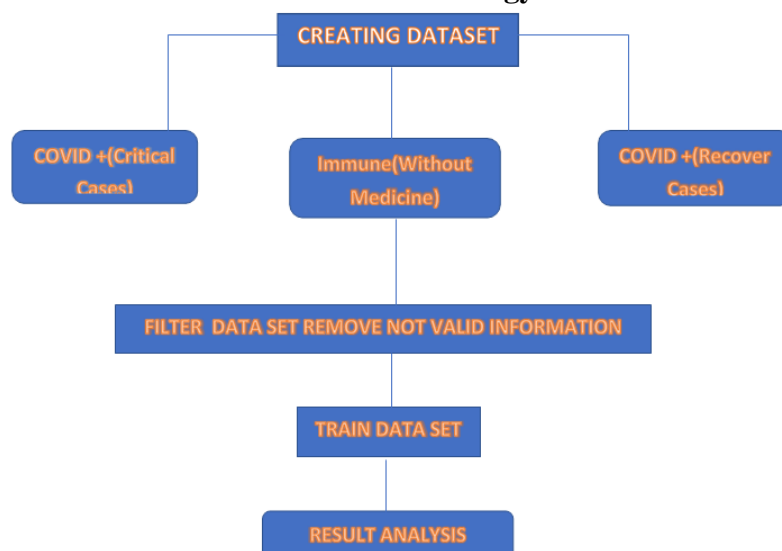 CREATING DATASET
COVID +(Critical
Cases)
Immune(Without
Medicine)
COVID +(Recover
Cases)
FILTER DATA SET REMOVE NOT VALID INFORMATION
TRAIN DATA SET
RESULT ANALYSIS